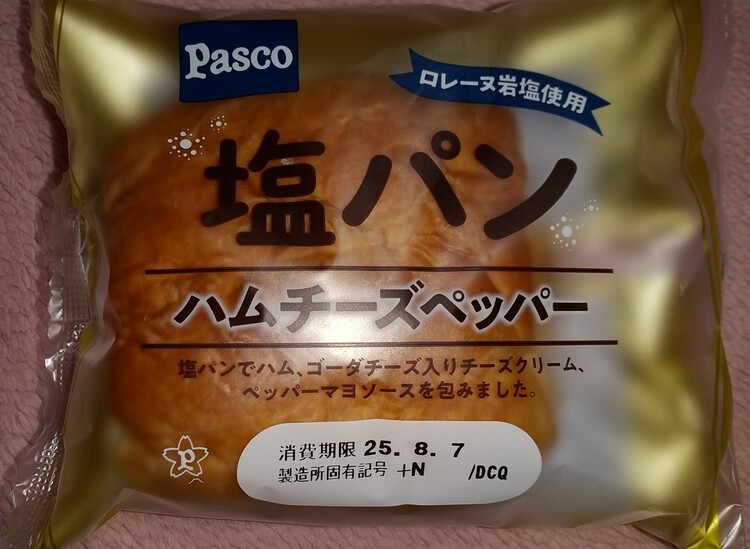 Pasco
ロレーヌ岩塩使用
塩パン
ハムチーズペッパー
塩パンでハム、ゴーダチーズ入りチーズクリーム、
ペッパーマヨソースを包みました。
P
消費期限 25. 8. 7
製造所固有記号 +N /DCQ